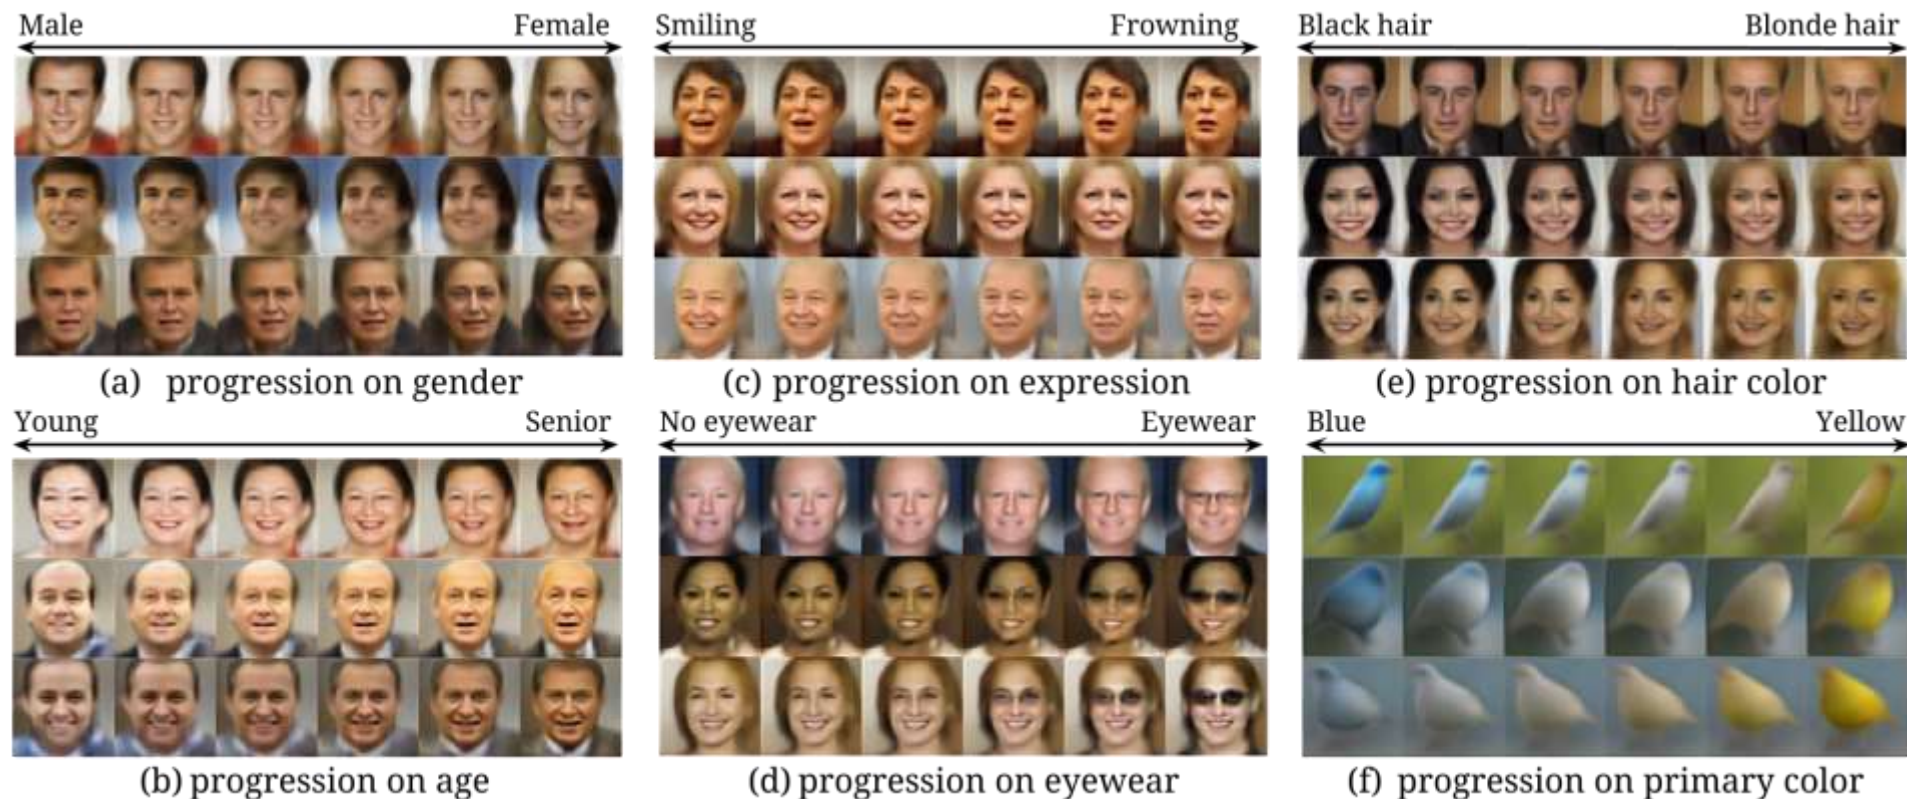 Male Female
Smiling Frowning
Black hair Blonde hair
(a) progression on gender
(c) progression on expression
(e) progression on hair color
Young Senior
No eyewear Eyewear
Blue Yellow
(b) progression on age
(d) progression on eyewear
(f) progression on primary color